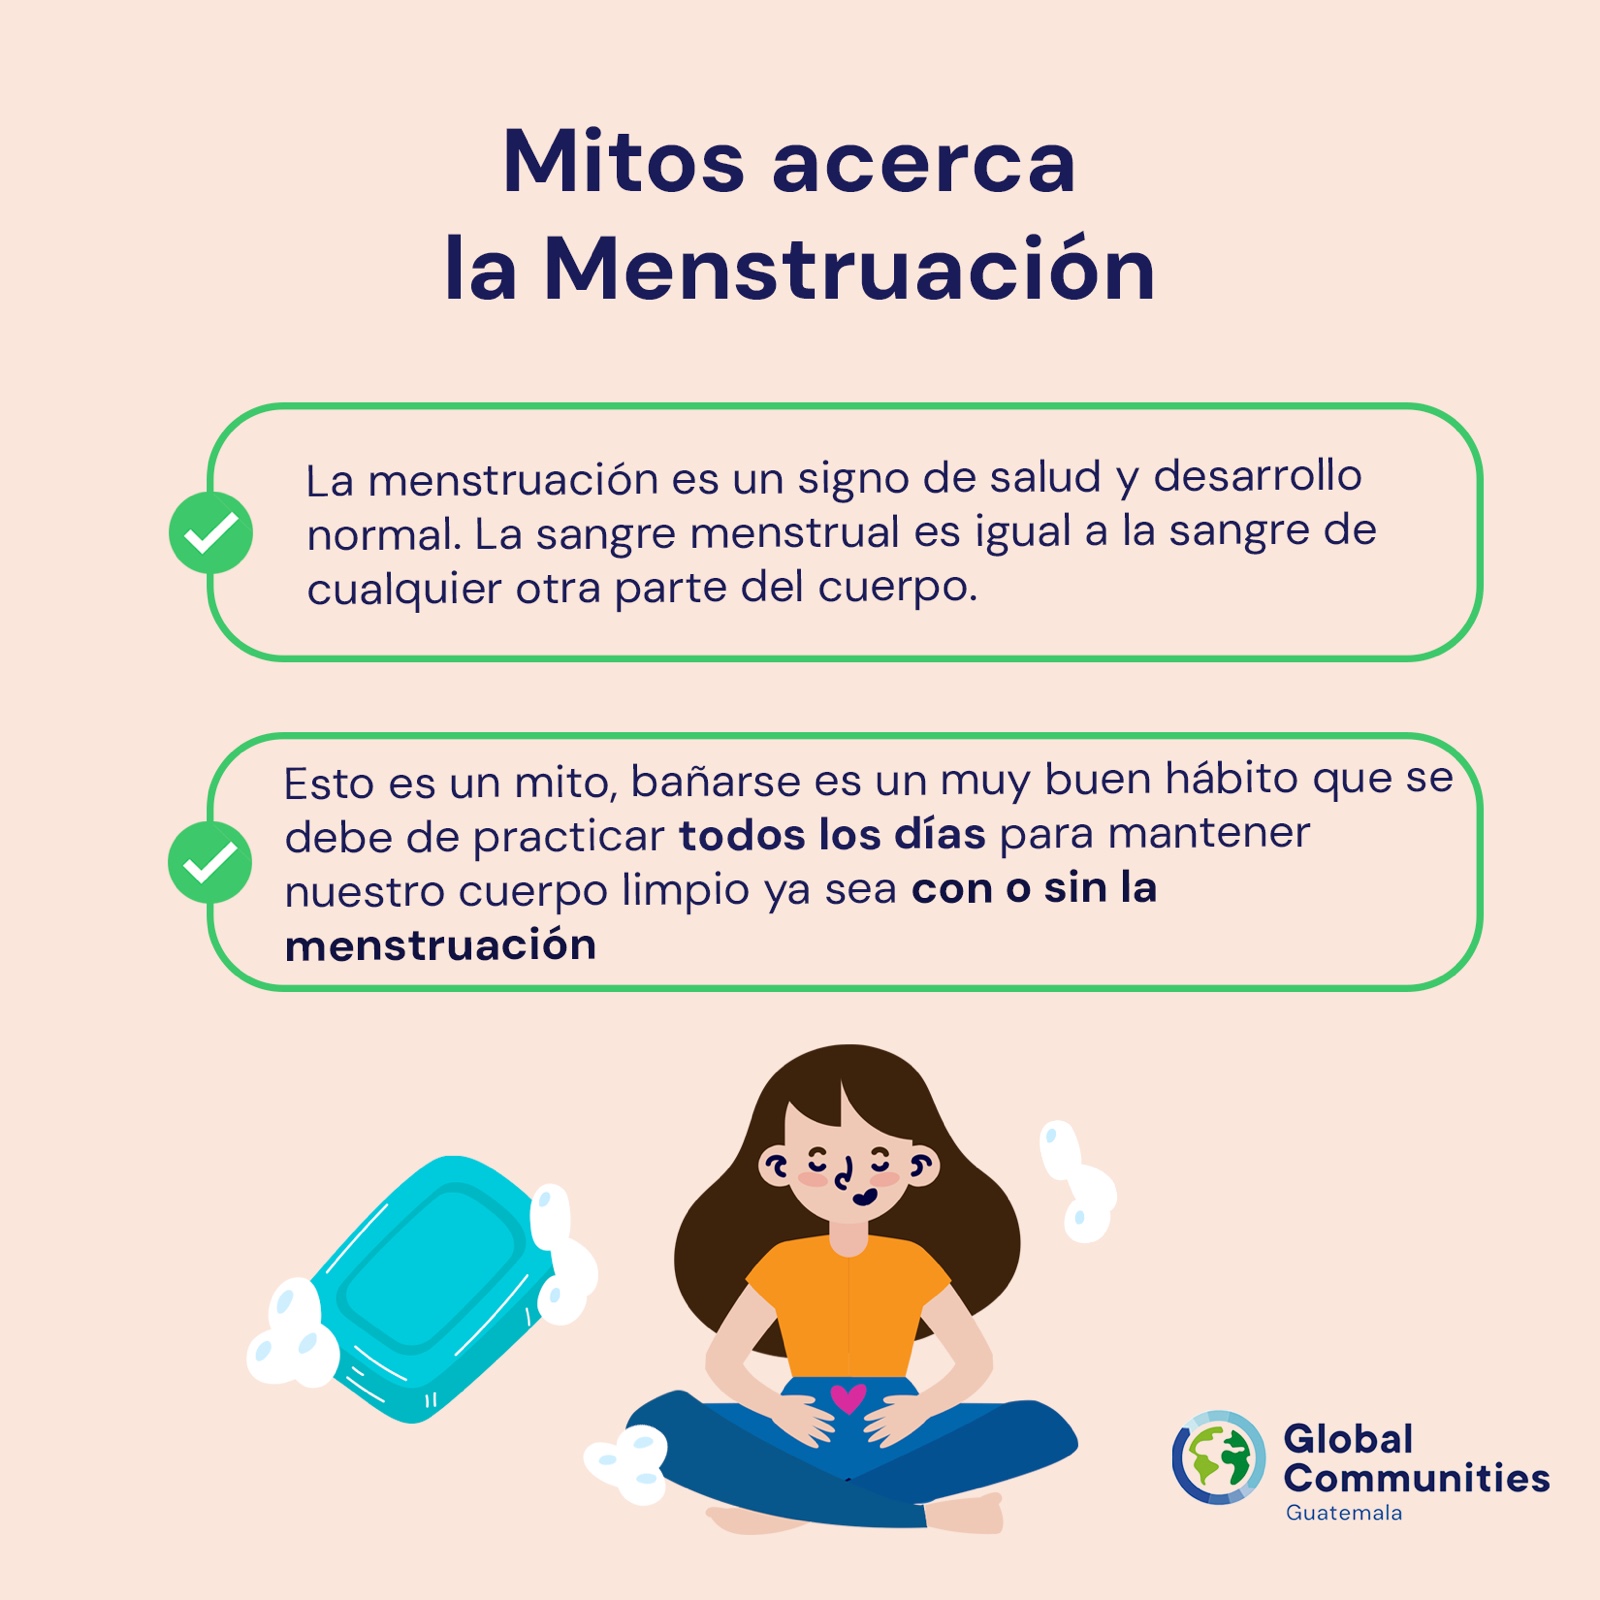 Mitos acerca
la Menstruación
La menstruación es un signo de salud y desarrollo
normal. La sangre menstrual es igual a la sangre de
cualquier otra parte del cuerpo.
Esto es un mito, bañarse es un muy buen hábito que se
debe de practicar todos los días para mantener
nuestro cuerpo limpio ya sea con o sin la
menstruación
Global
Communities
Guatemala